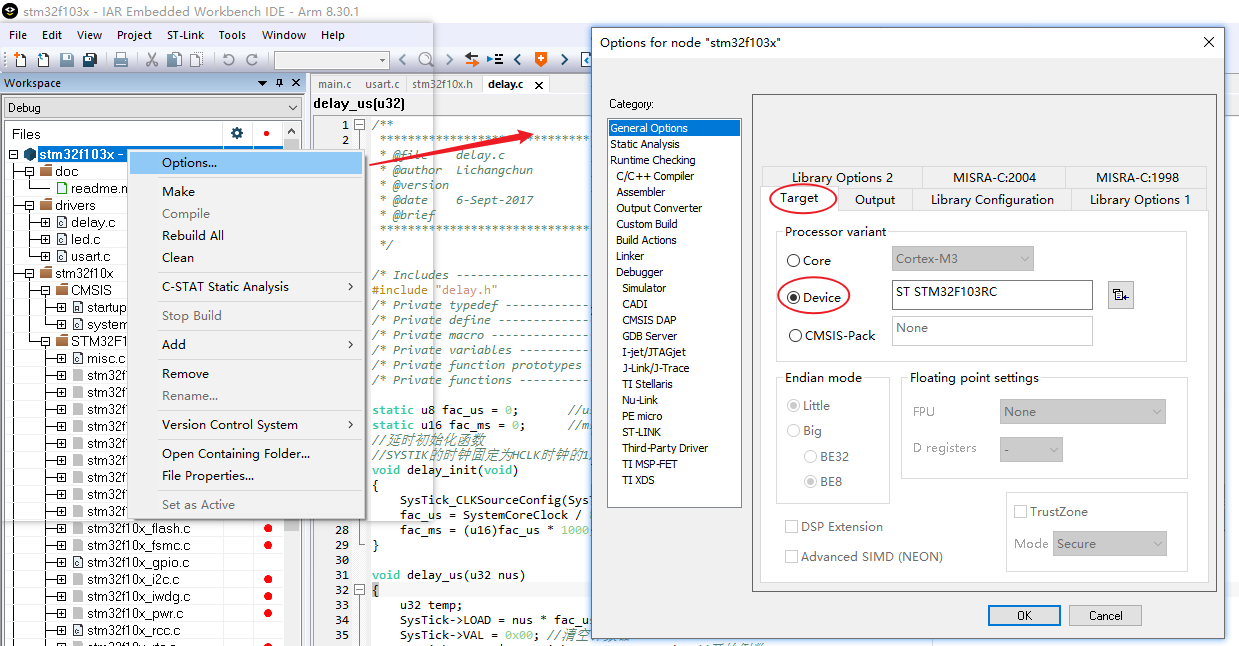 stm32f103x - IAR Embedded Workbench IDE - Arm 8.30.1
File Edit View Project ST-Link Tools Window Help
Workspace
Debug
Files
stm32f103x -
doc
readme.
drivers
delay.c
led.c
usart.c
stm32f10x
CMSIS
startup
system
STM32F1
misc.c
stm32f
stm32f
stm32f
stm32f
stm32f
stm32f
stm32f
stm32f
stm32f
stm32f10x_flash.c
stm32f10x_fsmc.c
stm32f10x_gpio.c
stm32f10x_i2c.c
stm32f10x_iwdg.c
stm32f10x_pwr.c
stm32f10x_rcc.c
Options...
Make
Compile
Rebuild All
Clean
C-STAT Static Analysis
Stop Build
Add
Remove
Rename...
Version Control System
Open Containing Folder...
File Properties...
Set as Active
main.c usart.c stm32f10x.h delay.c
delay_us(u32)
1 /**
2 ******************************
* @file delay.c
* @author Lichangchun
* @version
* @date 6-Sept-2017
* @brief
******************************
*/
/* Includes -------------------
#include "delay.h"
/* Private typedef ------------
/* Private define -------------
/* Private macro --------------
/* Private variables ----------
/* Private function prototypes
/* Private functions ----------
static u8 fac_us = 0; //u
static u16 fac_ms = 0; //m
//延时初始化函数
//SYSTIK的时钟固定为HCLK时钟的1
void delay_init(void)
{
SysTick_CLKSourceConfig(Sys
fac_us = SystemCoreClock /
28 fac_ms = (u16)fac_us * 1000
29 }
30
31 void delay_us(u32 nus)
32 {
33 u32 temp;
34 SysTick->LOAD = nus * fac_u
35 SysTick->VAL = 0x00; //清空
Options for node "stm32f103x"
Category:
General Options
Static Analysis
Runtime Checking
C/C++ Compiler
Assembler
Output Converter
Custom Build
Build Actions
Linker
Debugger
Simulator
CADI
CMSIS DAP
GDB Server
I-jet/JTAGjet
J-Link/J-Trace
TI Stellaris
Nu-Link
PE micro
ST-LINK
Third-Party Driver
TI MSP-FET
TI XDS
Library Options 2 MISRA-C:2004 MISRA-C:1998
Target Output Library Configuration Library Options 1
Processor variant
Core Cortex-M3
Device ST STM32F103RC
CMSIS-Pack None
Endian mode
Little
Big
BE32
BE8
Floating point settings
FPU None
D registers -
DSP Extension
Advanced SIMD (NEON)
TrustZone
Mode Secure
OK Cancel